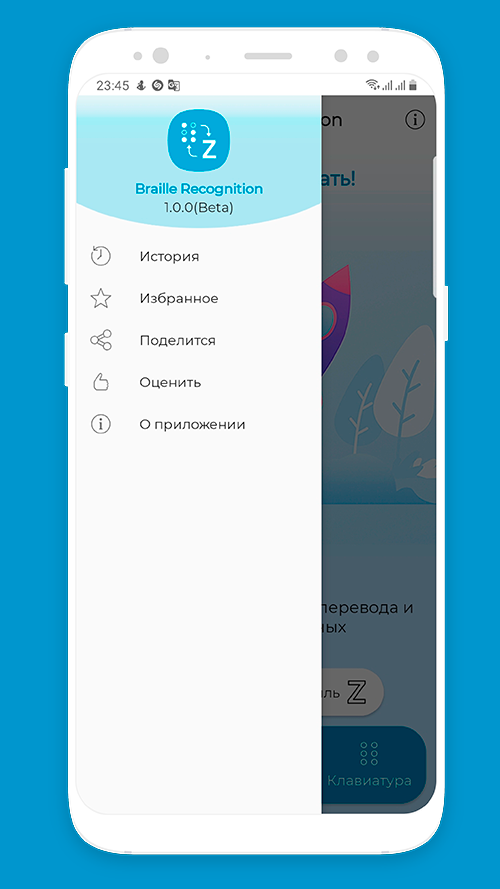 23:45
Z
Braille Recognition
1.0.0(Beta)
История
Избранное
Поделится
Оценить
О приложении
on
ать!
перевода и
ных
ль Z
Клавиатура